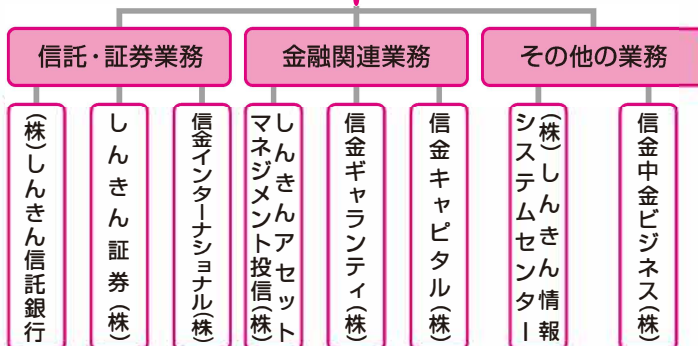 信託・証券業務
金融関連業務
その他の業務
(株)しんきん信託銀行
しんきん証券(株)
信金インターナショナル(株)
しんきんアセット
マネジメント投信(株)
信金ギャランティ(株)
信金キャピタル(株)
(株)しんきん情報
システムセンター
信金中金ビジネス(株)